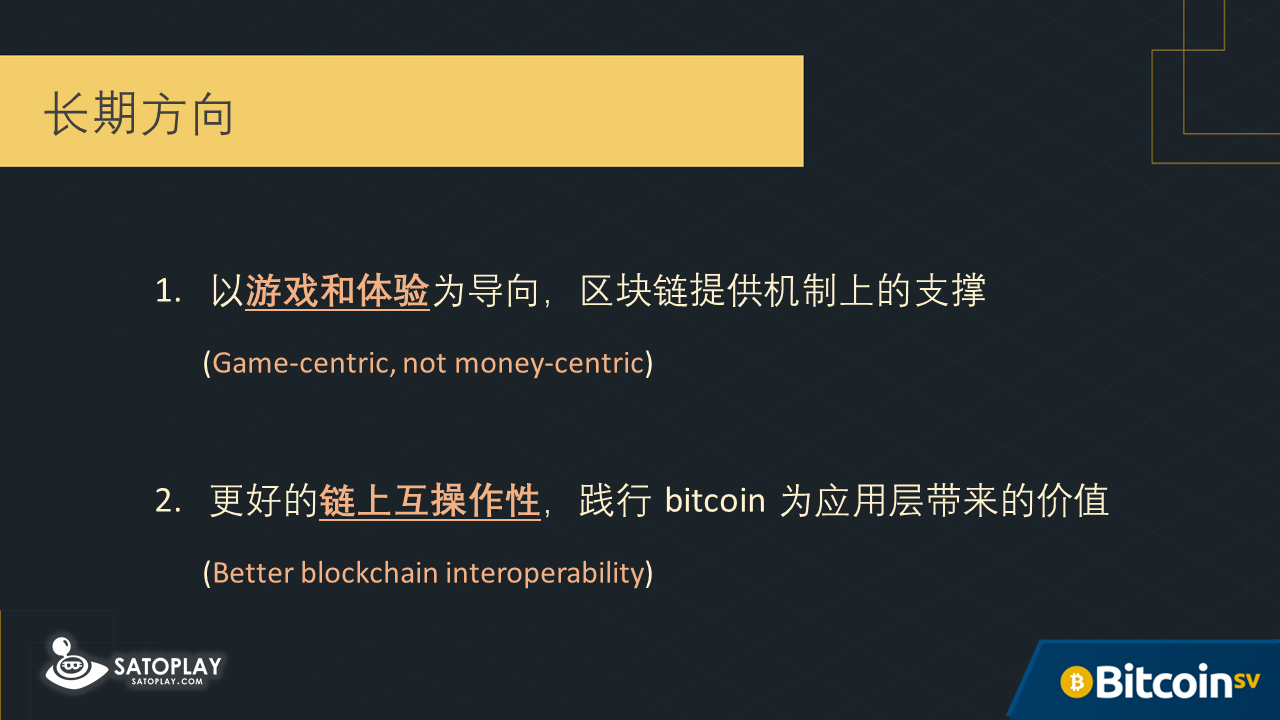 长期方向
1. 以游戏和体验为导向，区块链提供机制上的支撑
(Game-centric, not money-centric)
2. 更好的链上互操作性，践行 bitcoin 为应用层带来的价值
(Better blockchain interoperability)
SATOPLAY
SATOPLAY.COM
Bitcoin SV